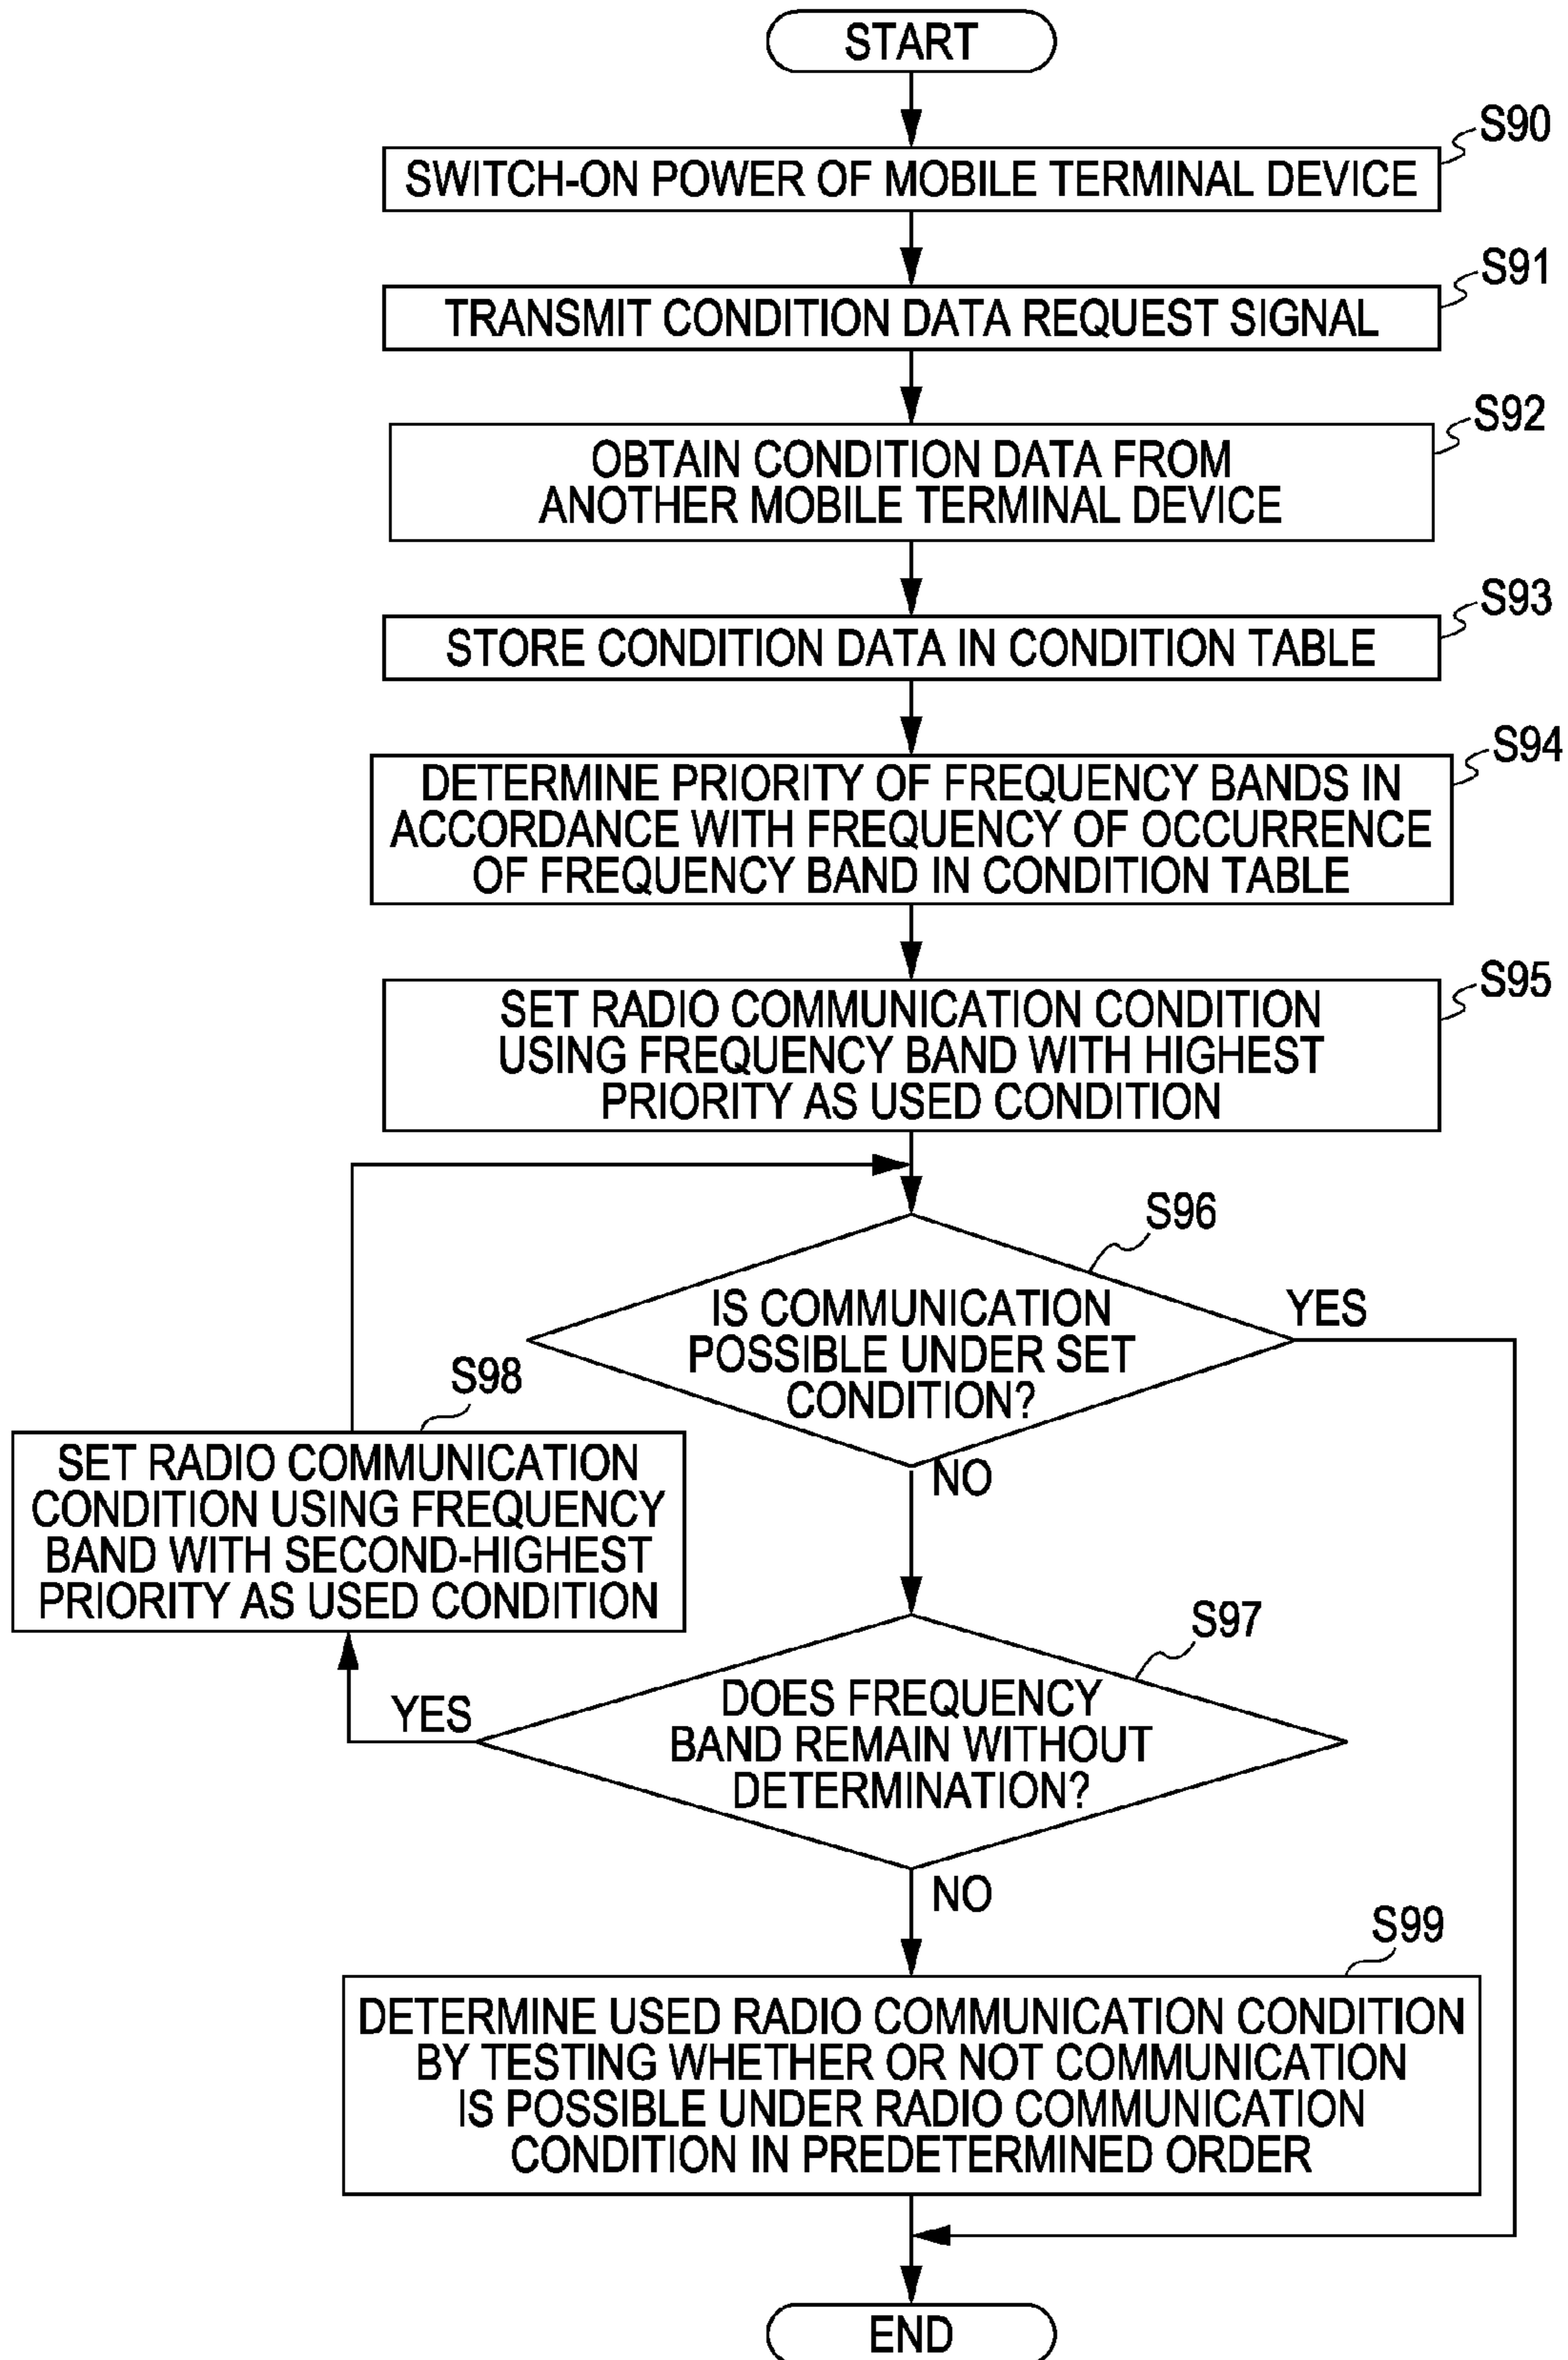 START
S90
SWITCH-ON POWER OF MOBILE TERMINAL DEVICE
S91
TRANSMIT CONDITION DATA REQUEST SIGNAL
S92
OBTAIN CONDITION DATA FROM
ANOTHER MOBILE TERMINAL DEVICE
S93
STORE CONDITION DATA IN CONDITION TABLE
S94
DETERMINE PRIORITY OF FREQUENCY BANDS IN
ACCORDANCE WITH FREQUENCY OF OCCURRENCE
OF FREQUENCY BAND IN CONDITION TABLE
S95
SET RADIO COMMUNICATION CONDITION
USING FREQUENCY BAND WITH HIGHEST
PRIORITY AS USED CONDITION
S96
IS COMMUNICATION
POSSIBLE UNDER SET
CONDITION?
YES
NO
S98
SET RADIO COMMUNICATION
CONDITION USING FREQUENCY
BAND WITH SECOND-HIGHEST
PRIORITY AS USED CONDITION
S97
DOES FREQUENCY
BAND REMAIN WITHOUT
DETERMINATION?
YES
NO
S99
DETERMINE USED RADIO COMMUNICATION CONDITION
BY TESTING WHETHER OR NOT COMMUNICATION
IS POSSIBLE UNDER RADIO COMMUNICATION
CONDITION IN PREDETERMINED ORDER
END